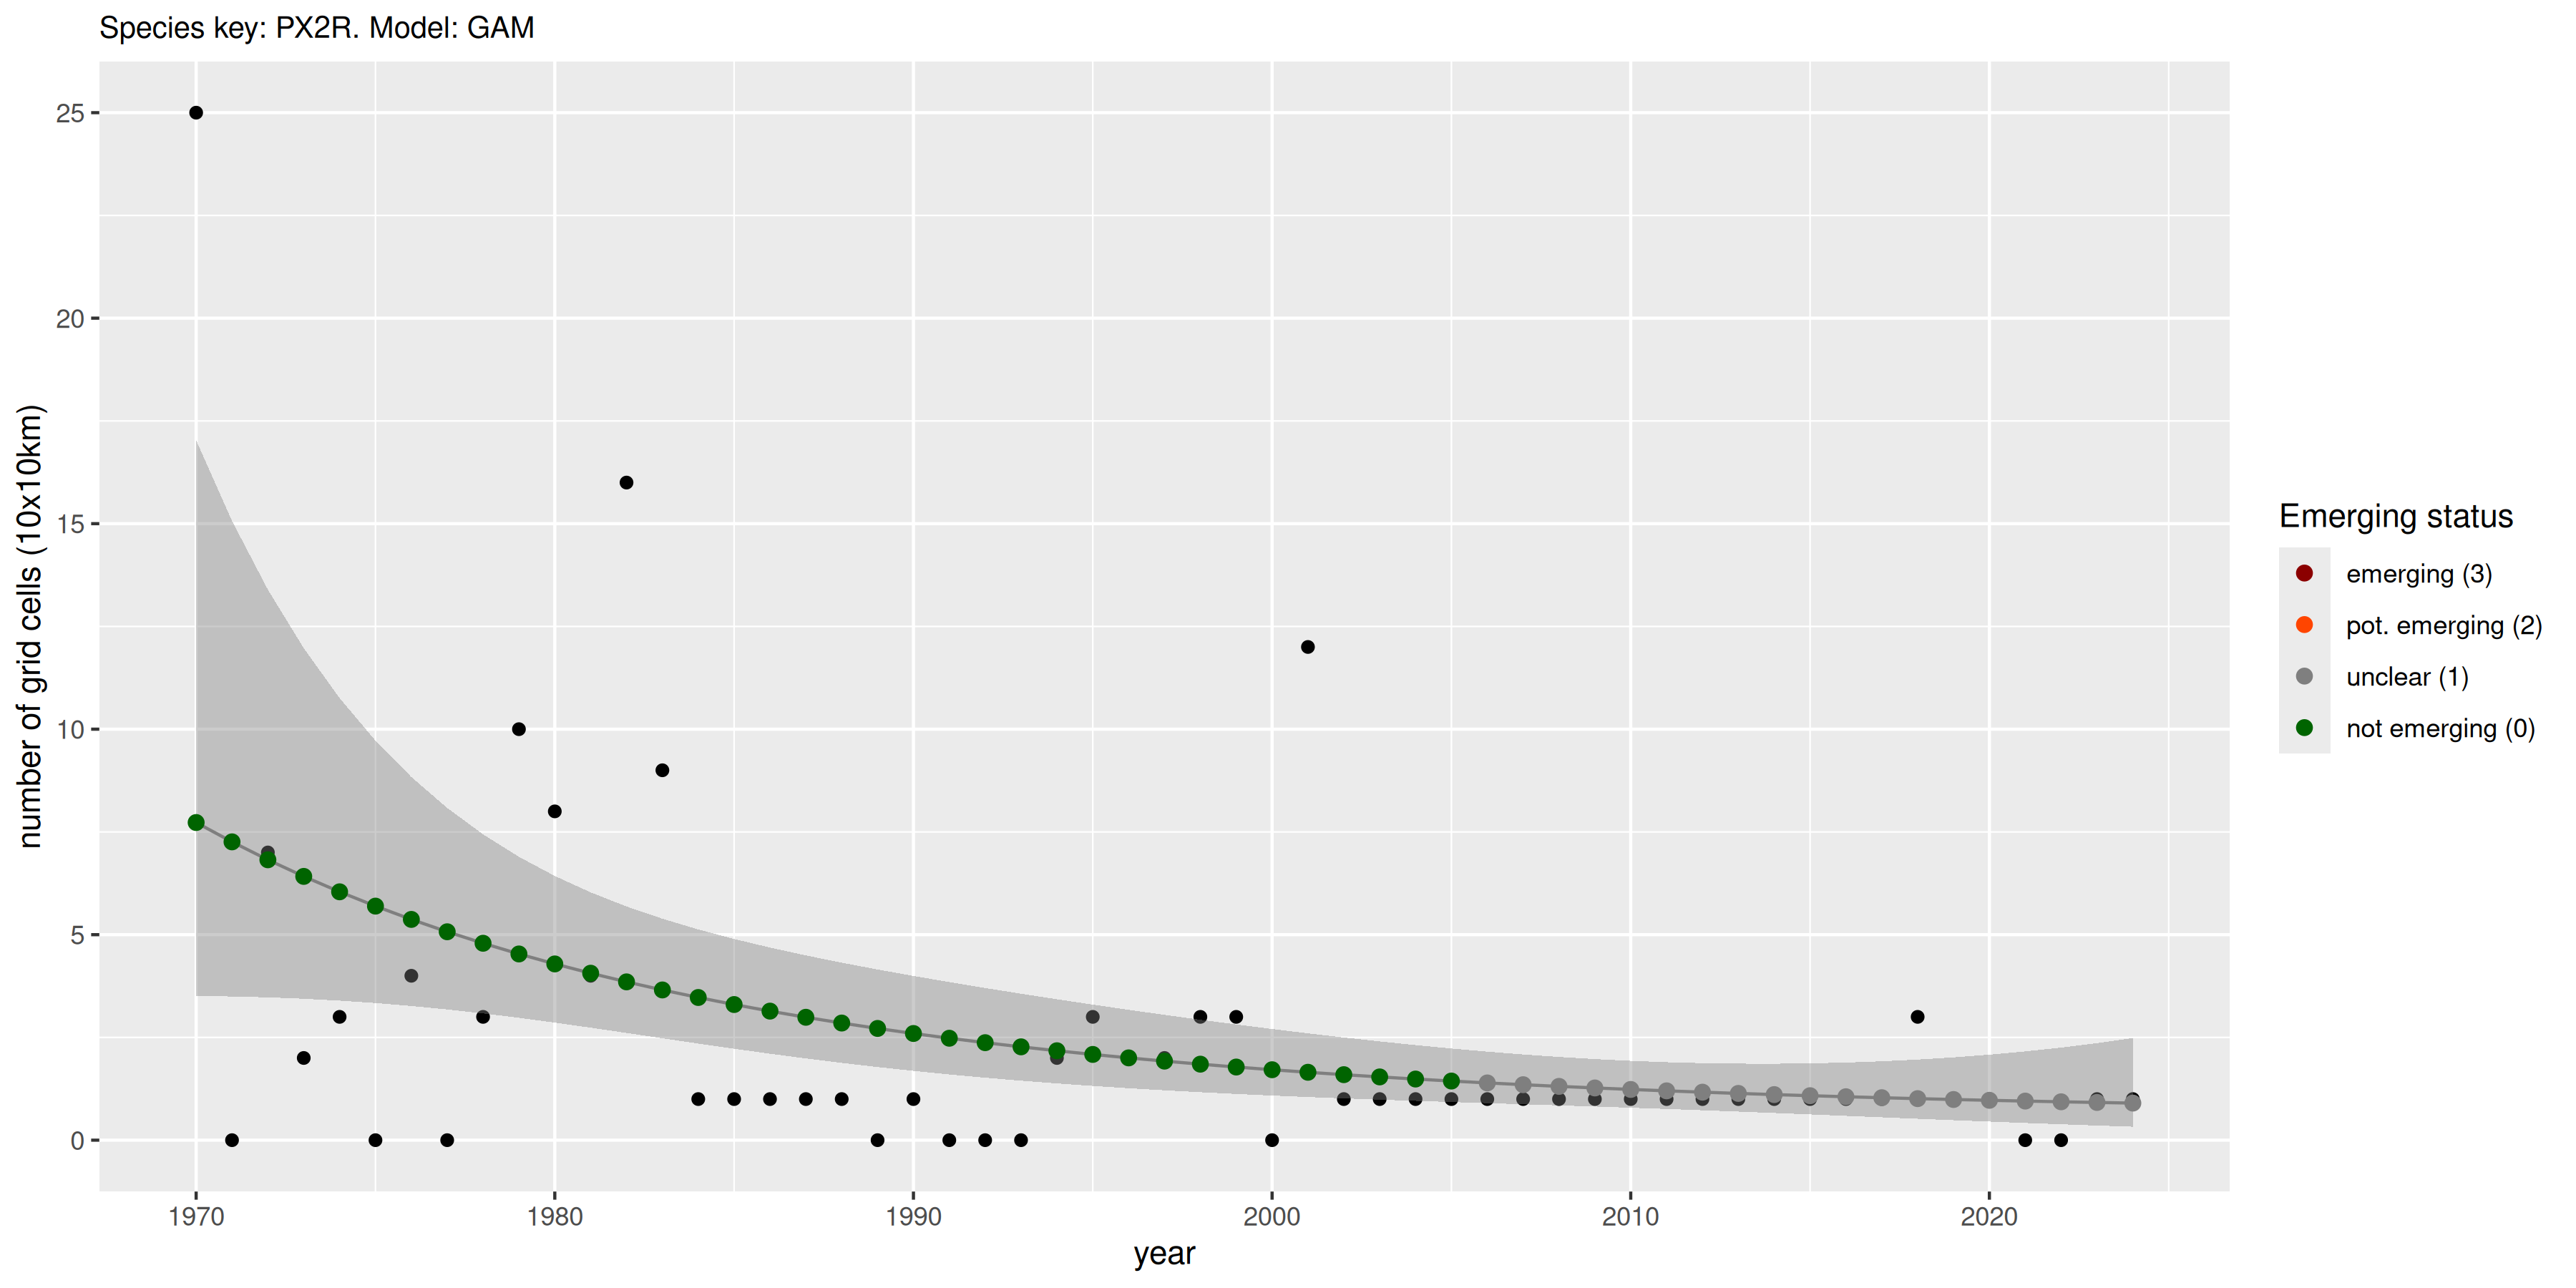 Species key: PX2R. Model: GAM
number of grid cells (10x10km)
25
20
15
10
5
0
1970
1980
1990
2000
2010
2020
year
Emerging status
emerging (3)
pot. emerging (2)
unclear (1)
not emerging (0)